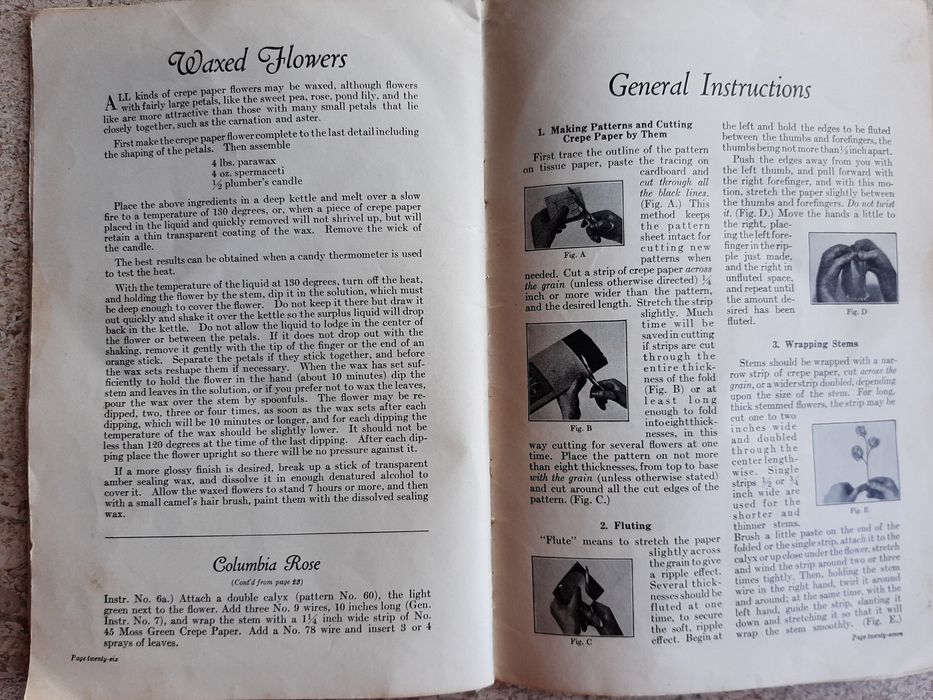 Waxed Flowers
ALL kinds of crepe paper flowers may be waxed, although flowers
with fairly large petals, like the sweet pea, rose, pond lily, and the
like are more attractive than those with many small petals that lie
closely together, such as the carnation and aster.
First make the crepe paper flower complete to the last detail including
the shaping of the petals. Then assemble
4 lbs. parawax
4 oz. spermaceti
½ plumber's candle
Place the above ingredients in a deep kettle and melt over a slow
fire to a temperature of 130 degrees, or, when a piece of crepe paper
placed in the liquid and quickly removed will not shrivel up, but will
retain a thin transparent coating of the wax. Remove the wick of
the candle.
The best results can be obtained when a candy thermometer is used
to test the heat.
With the temperature of the liquid at 130 degrees, turn off the heat,
and holding the flower by the stem, dip it in the solution, which must
be deep enough to cover the flower. Do not keep it there but draw it
out quickly and shake it over the kettle so the surplus liquid will drop
back in the kettle. Do not allow the liquid to lodge in the center of
the flower or between the petals. If it does not drop out with the
shaking, remove it gently with the tip of the finger or the end of an
orange stick. Separate the petals if they stick together, and before
the wax sets reshape them if necessary. When the wax has set suf-
ficiently to hold the flower in the hand (about 10 minutes) dip the
stem and leaves in the solution, or if you prefer not to wax the leaves,
pour the wax over the stem by spoonfuls. The flower may be re-
dipped, two, three or four times, as soon as the wax sets after each
dipping, which will be 10 minutes or longer, and for each dipping the
temperature of the wax should be slightly lower. It should not be
less than 120 degrees at the time of the last dipping. After each dip-
ping place the flower upright so there will be no pressure against it.
If a more glossy finish is desired, break up a stick of transparent
amber sealing wax, and dissolve it in enough denatured alcohol to
cover it. Allow the waxed flowers to stand 7 hours or more, and then
with a small camel's hair brush, paint them with the dissolved sealing
wax.
Columbia Rose
(Cont'd from page 25)
Instr. No. 6a.) Attach a double calyx (pattern No. 60), the light
green next to the flower. Add three No. 9 wires, 10 inches long (Gen.
Instr. No. 7), and wrap the stem with a 1¼ inch wide strip of No.
45 Moss Green Crepe Paper. Add a No. 78 wire and insert 3 or 4
sprays of leaves.
Page twenty-six
General Instructions
1. Making Patterns and Cutting
Crepe Paper by Them
First trace the outline of the pattern
on tissue paper, paste the tracing on
cardboard and
cut through all
the black lines.
(Fig. A.) This
method keeps
the pattern
sheet intact for
cutting new
patterns when
Fig. A
needed. Cut a strip of crepe paper across
the grain (unless otherwise directed) ¼
inch or more wider than the pattern,
and the desired length. Stretch the strip
slightly. Much
time will be
saved in cutting
if strips are cut
through the
entire thick-
ness of the fold
(Fig. B) or at
least long
enough to fold
into eight thick-
nesses, in this
Fig. B
way cutting for several flowers at one
time. Place the pattern on not more
than eight thicknesses, from top to base
with the grain (unless otherwise stated)
and cut around all the cut edges of the
pattern. (Fig. C.)
2. Fluting
"Flute" means to stretch the paper
slightly across
the grain to give
a ripple effect.
Several thick-
nesses should be
fluted at one
time, to secure
the soft, ripple
effect. Begin at
Fig. C
the left and hold the edges to be fluted
between the thumbs and forefingers, the
thumbs being not more than ½ inch apart.
Push the edges away from you with
the left thumb, and pull forward with
the right forefinger, and with this mo-
tion, stretch the paper slightly between
the thumbs and forefingers. Do not twist
it. (Fig. D.) Move the hands a little to
the right, plac-
ing the left fore-
finger in the rip-
ple just made,
and the right in
unfluted space,
and repeat until
the amount de-
sired has been
fluted.
Fig. D
3. Wrapping Stems
Stems should be wrapped with a nar-
row strip of crepe paper, cut across the
grain, or a wider strip doubled, depending
upon the size of the stem. For long,
thick stemmed flowers, the strip may be
cut one to two
inches wide
and doubled
through the
center length-
wise. Single
strips ½ or ¾
inch wide are
used for the
shorter and
thinner stems.
Fig. E
Brush a little paste on the end of the
folded or the single strip, attach it to the
calyx or up close under the flower, stretch
and wind the strip around two or three
times tightly. Then, holding the stem
wire in the right hand, twirl it around
and around; at the same time, with the
left hand, guide the strip, slanting it
down and stretching it so that it will
wrap the stem smoothly. (Fig. E.)
Page twenty-seven